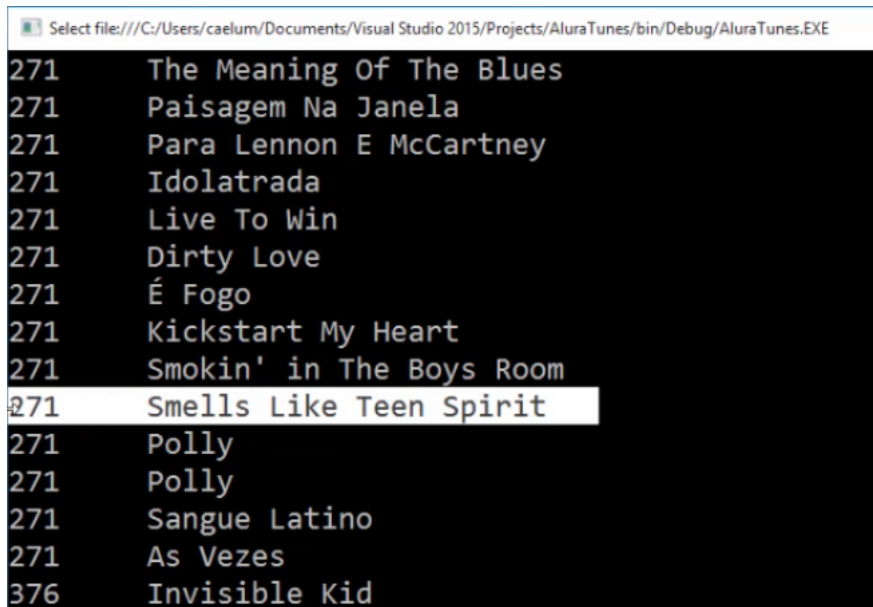 Select file:///C:/Users/caelum/Documents/Visual Studio 2015/Projects/AluraTunes/bin/Debug/AluraTunes.EXE
271 The Meaning Of The Blues
271 Paisagem Na Janela
271 Para Lennon E McCartney
271 Idolatrada
271 Live To Win
271 Dirty Love
271 É Fogo
271 Kickstart My Heart
271 Smokin' in The Boys Room
271 Smells Like Teen Spirit
271 Polly
271 Polly
271 Sangue Latino
271 As Vezes
376 Invisible Kid